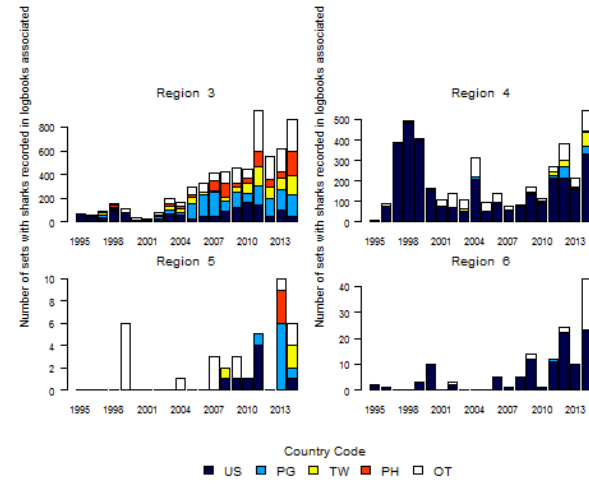 Number of sets with sharks recorded in logbooks associated
Number of sets with sharks recorded in logbooks associated
Region 3
800
600
400
200
0
1995 1998 2001 2004 2007 2010 2013
Region 4
500
400
300
200
100
0
1995 1998 2001 2004 2007 2010 2013
Region 5
10
8
6
4
2
0
1995 1998 2001 2004 2007 2010 2013
Region 6
40
30
20
10
0
1995 1998 2001 2004 2007 2010 2013
Country Code
US PG TW PH OT